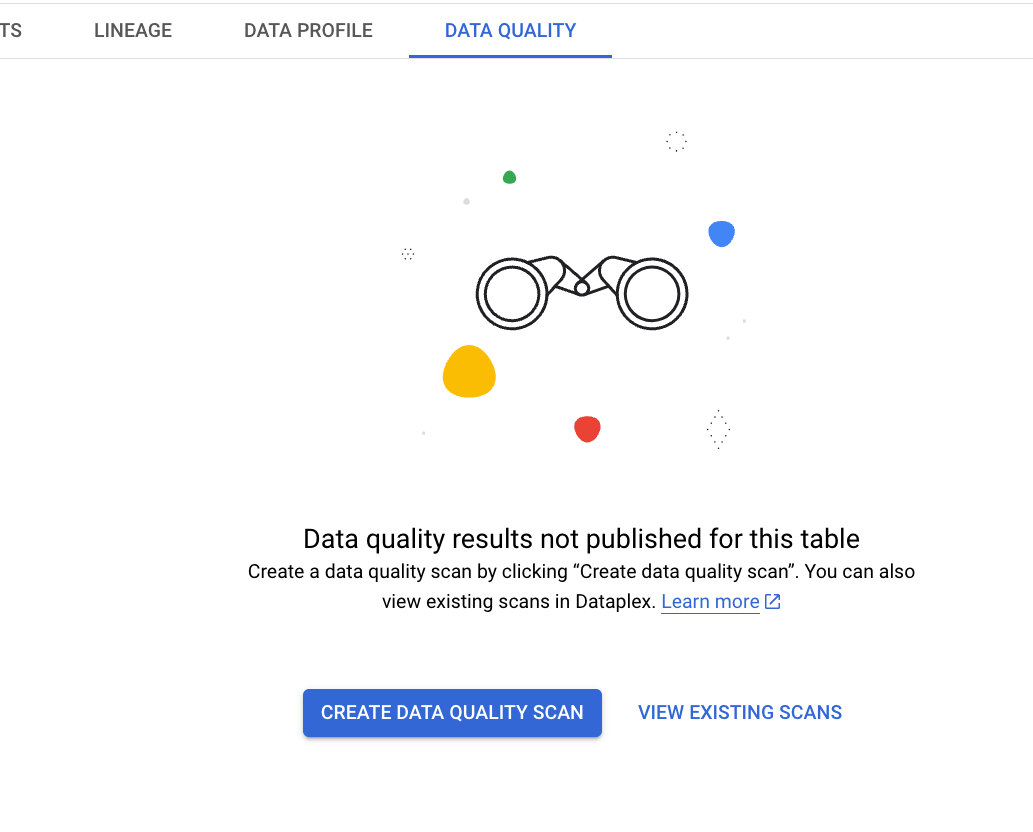 TS LINEAGE DATA PROFILE DATA QUALITY
Data quality results not published for this table
Create a data quality scan by clicking “Create data quality scan”. You can also
view existing scans in Dataplex. Learn more
CREATE DATA QUALITY SCAN VIEW EXISTING SCANS